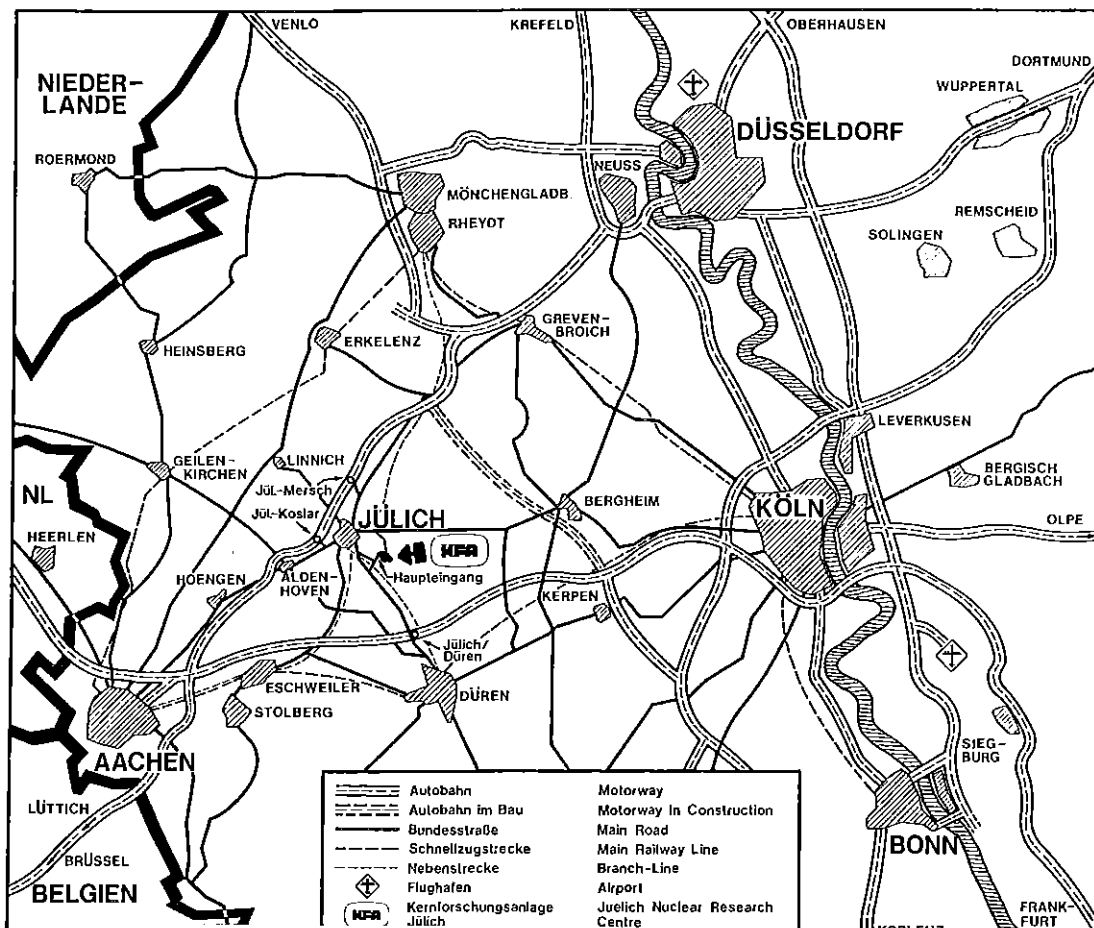 VENLO
KREFELD
OBERHAUSEN
DORTMUND
WUPPERTAL
NIEDER-
LANDE
DÜSSELDORF
ROERMOND
NEUSS
MÖNCHENGLADB.
RHEYOT
REMSCHEID
SOLINGEN
GREVEN-
BROICH
ERKELENZ
HEINSBERG
LEVERKUSEN
GEILEN-
KIRCHEN
LINNICH
BERGISCH
GLADBACH
NL
Jül.-Mersch
BERGHEIM
KÖLN
Jül.-Koslar
JÜLICH
OLPE
HEERLEN
KFA
Haupteingang
HOENGEN
ALDEN-
HOVEN
KERPEN
Jülich/
Düren
ESCHWEILER
DÜREN
STOLBERG
SIEG-
BURG
AACHEN
LÜTTICH
BONN
BRÜSSEL
BELGIEN
FRANK-
FURT
KOBLENZ
Autobahn Motorway
Autobahn im Bau Motorway In Construction
Bundesstraße Main Road
Schnellzugstrecke Main Railway Line
Nebenstrecke Branch-Line
Flughafen Airport
KFA Kernforschungsanlage Juelich Nuclear Research
Jülich Centre